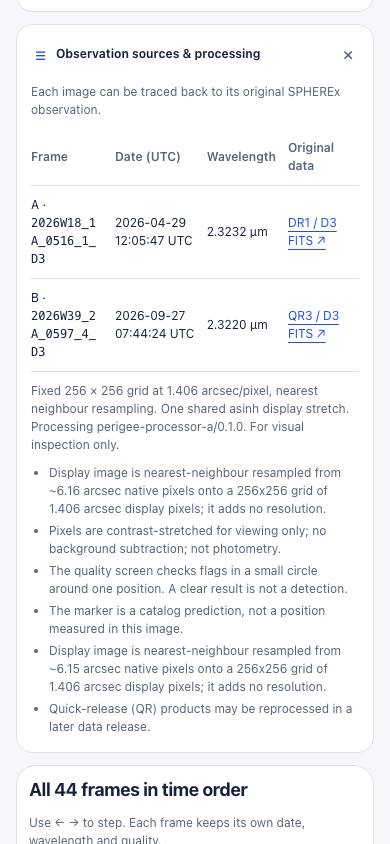 ☰ Observation sources & processing ×
Each image can be traced back to its original SPHEREx
observation.
Frame Date (UTC) Wavelength Original
data
A ·
2026W18_1
A_0516_1_
D3
2026-04-29
12:05:47 UTC
2.3232 µm
DR1 / D3
FITS ↗
B ·
2026W39_2
A_0597_4_
D3
2026-09-27
07:44:24 UTC
2.3220 µm
QR3 / D3
FITS ↗
Fixed 256 × 256 grid at 1.406 arcsec/pixel, nearest
neighbour resampling. One shared asinh display stretch.
Processing perigee-processor-a/0.1.0. For visual
inspection only.
• Display image is nearest-neighbour resampled from
~6.16 arcsec native pixels onto a 256x256 grid of
1.406 arcsec display pixels; it adds no resolution.
• Pixels are contrast-stretched for viewing only; no
background subtraction; not photometry.
• The quality screen checks flags in a small circle
around one position. A clear result is not a detection.
• The marker is a catalog prediction, not a position
measured in this image.
• Display image is nearest-neighbour resampled from
~6.15 arcsec native pixels onto a 256x256 grid of
1.406 arcsec display pixels; it adds no resolution.
• Quick-release (QR) products may be reprocessed in a
later data release.
All 44 frames in time order
Use ← → to step. Each frame keeps its own date,
wavelength and quality.